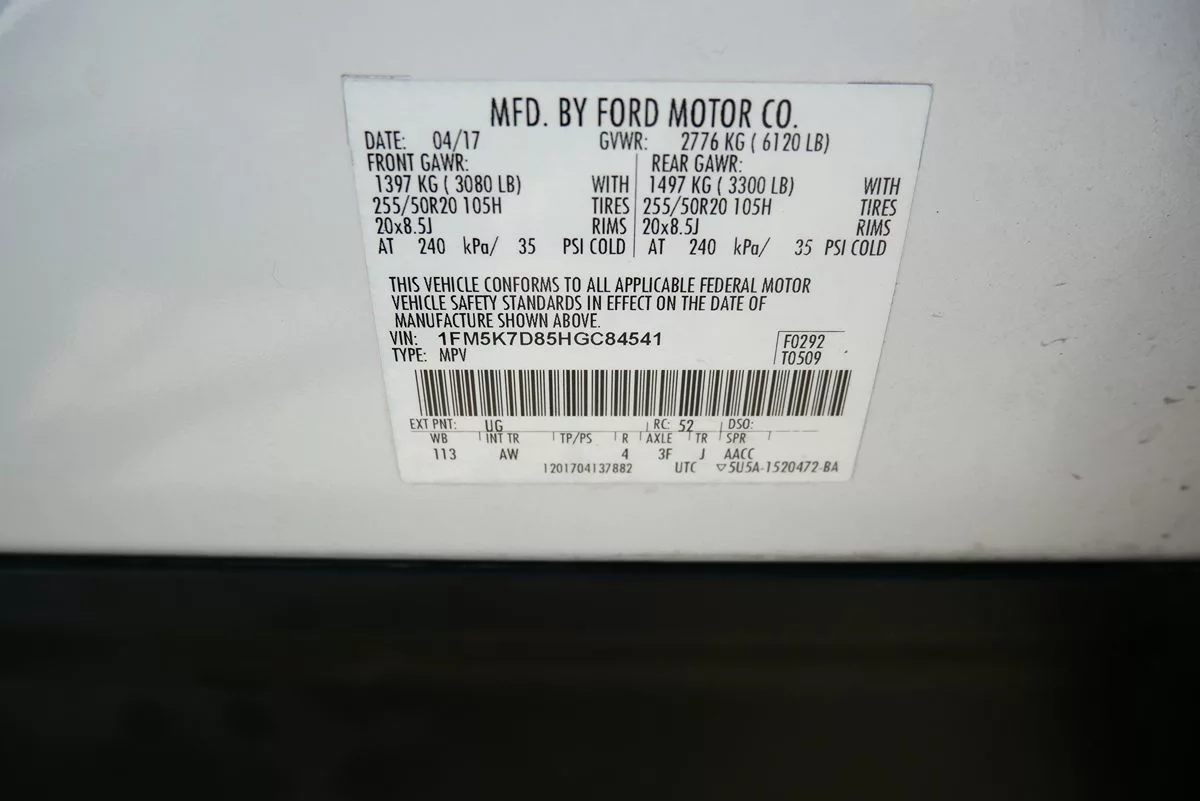 MFD. BY FORD MOTOR CO.
DATE: 04/17 GVWR: 2776 KG ( 6120 LB)
FRONT GAWR: REAR GAWR:
1397 KG ( 3080 LB) WITH 1497 KG ( 3300 LB) WITH
255/50R20 105H TIRES 255/50R20 105H TIRES
20x8.5J RIMS 20x8.5J RIMS
AT 240 kPa/ 35 PSI COLD AT 240 kPa/ 35 PSI COLD
THIS VEHICLE CONFORMS TO ALL APPLICABLE FEDERAL MOTOR
VEHICLE SAFETY STANDARDS IN EFFECT ON THE DATE OF
MANUFACTURE SHOWN ABOVE.
VIN: 1FM5K7D85HGC84541 F0292
TYPE: MPV T0509
EXT PNT: UG RC: 52 DSO:
WB INT TR TP/PS R AXLE TR SPR
113 AW 4 3F J AACC
1201704137882 UTC ▽5U5A-1520472-BA